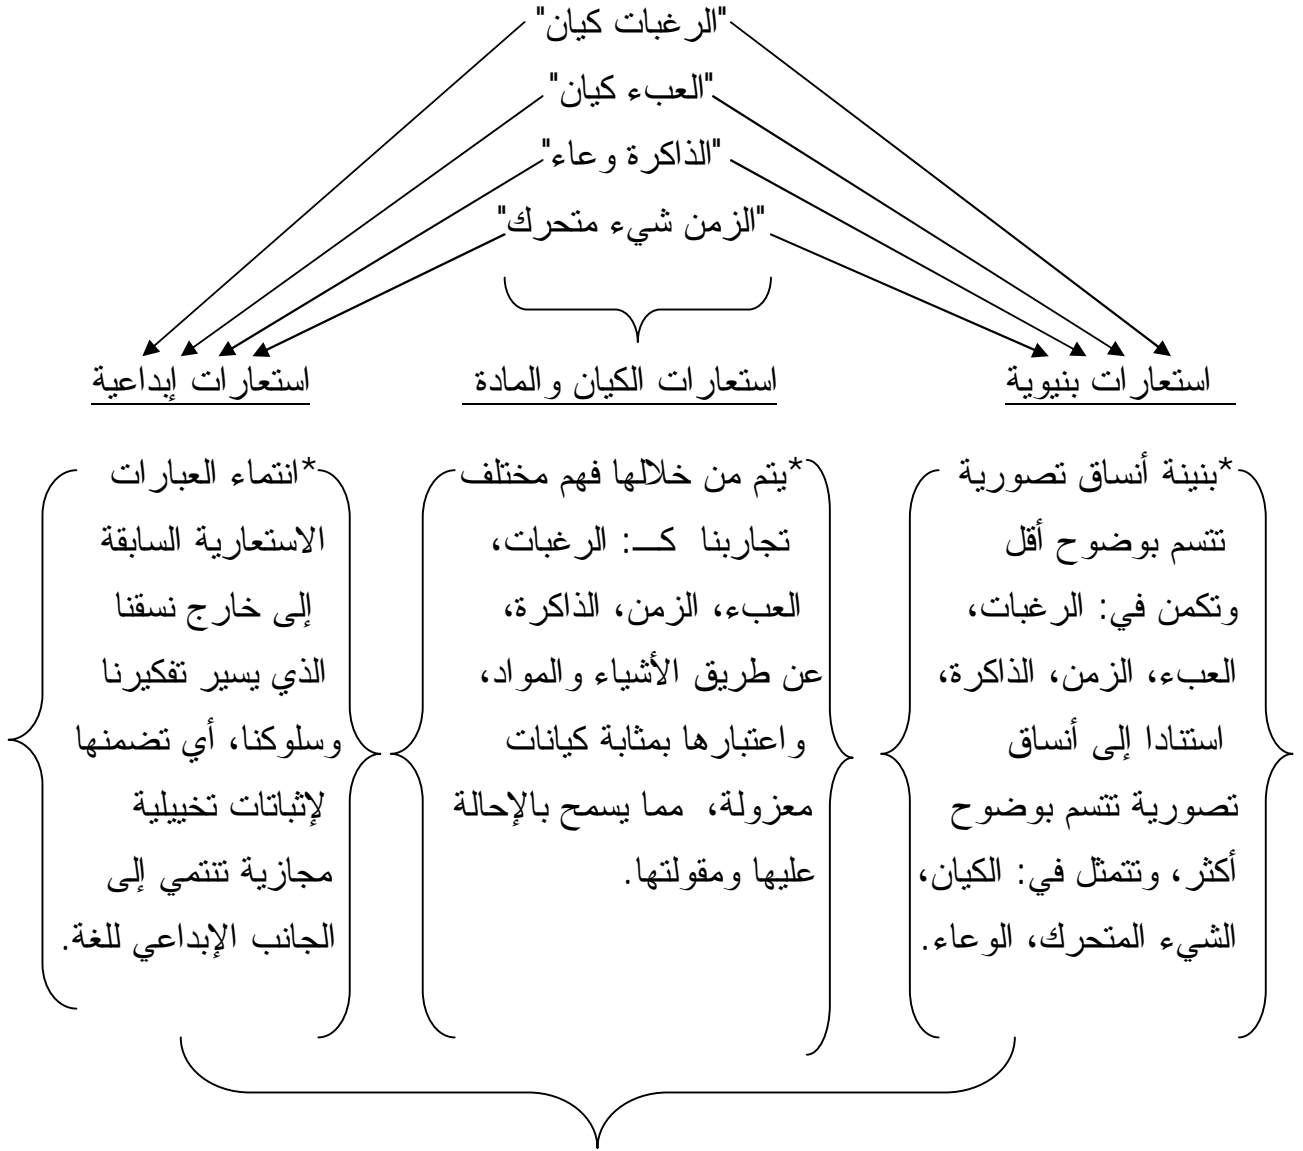 "الرغبات كيان"
"العبء كيان"
"الذاكرة وعاء"
"الزمن شيء متحرك"
استعارات بنيوية
استعارات الكيان والمادة
استعارات إبداعية
*بنينة أنساق تصورية
تتسم بوضوح أقل
وتكمن في: الرغبات،
العبء، الزمن، الذاكرة،
استنادا إلى أنساق
تصورية تتسم بوضوح
أكثر، وتتمثل في: الكيان،
الشيء المتحرك، الوعاء.
*يتم من خلالها فهم مختلف
تجاربنا كـــ: الرغبات،
العبء، الزمن، الذاكرة،
عن طريق الأشياء والمواد،
واعتبارها بمثابة كيانات
معزولة، مما يسمح بالإحالة
عليها ومقولتها.
*انتماء العبارات
الاستعارية السابقة
إلى خارج نسقنا
الذي يسير تفكيرنا
وسلوكنا، أي تضمنها
لإثباتات تخييلية
مجازية تنتمي إلى
الجانب الإبداعي للغة.